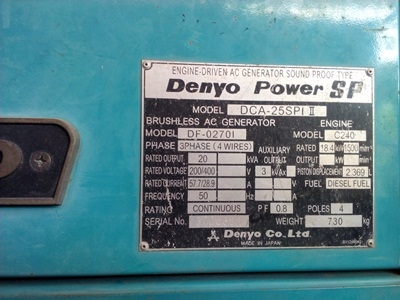 ENGINE-DRIVEN AC GENERATOR SOUND PROOF TYPE
Denyo Power SP
MODEL DCA-25SPI II
BRUSHLESS AC GENERATOR ENGINE
MODEL DF-0270I MODEL C240
PHASE 3PHASE (4 WIRES) AUXILIARY RATED 18.4 kW 1500 min⁻¹
RATED OUTPUT 20 kVA OUTPUT OUTPUT
RATED VOLTAGE 200/400 V 3 kVAx PISTON DISPLACEMENT 2.369 L
RATED CURRENT 57.7/28.9 A V FUEL DIESEL FUEL
FREQUENCY 50 Hz A
RATING CONTINUOUS P F 0.8 POLES 4
SERIAL No. WEIGHT 730 kg
Denyo Co.,Ltd.
MADE IN JAPAN